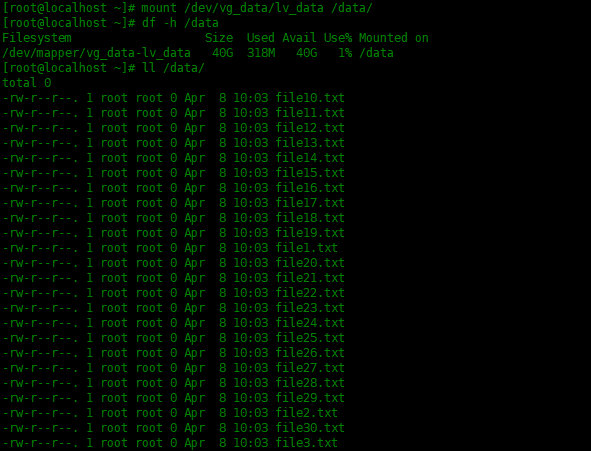 [root@localhost ~]# mount /dev/vg_data/lv_data /data/
[root@localhost ~]# df -h /data
Filesystem                   Size  Used Avail Use% Mounted on
/dev/mapper/vg_data-lv_data   40G  318M   40G   1% /data
[root@localhost ~]# ll /data/
total 0
-rw-r--r--. 1 root root 0 Apr  8 10:03 file10.txt
-rw-r--r--. 1 root root 0 Apr  8 10:03 file11.txt
-rw-r--r--. 1 root root 0 Apr  8 10:03 file12.txt
-rw-r--r--. 1 root root 0 Apr  8 10:03 file13.txt
-rw-r--r--. 1 root root 0 Apr  8 10:03 file14.txt
-rw-r--r--. 1 root root 0 Apr  8 10:03 file15.txt
-rw-r--r--. 1 root root 0 Apr  8 10:03 file16.txt
-rw-r--r--. 1 root root 0 Apr  8 10:03 file17.txt
-rw-r--r--. 1 root root 0 Apr  8 10:03 file18.txt
-rw-r--r--. 1 root root 0 Apr  8 10:03 file19.txt
-rw-r--r--. 1 root root 0 Apr  8 10:03 file1.txt
-rw-r--r--. 1 root root 0 Apr  8 10:03 file20.txt
-rw-r--r--. 1 root root 0 Apr  8 10:03 file21.txt
-rw-r--r--. 1 root root 0 Apr  8 10:03 file22.txt
-rw-r--r--. 1 root root 0 Apr  8 10:03 file23.txt
-rw-r--r--. 1 root root 0 Apr  8 10:03 file24.txt
-rw-r--r--. 1 root root 0 Apr  8 10:03 file25.txt
-rw-r--r--. 1 root root 0 Apr  8 10:03 file26.txt
-rw-r--r--. 1 root root 0 Apr  8 10:03 file27.txt
-rw-r--r--. 1 root root 0 Apr  8 10:03 file28.txt
-rw-r--r--. 1 root root 0 Apr  8 10:03 file29.txt
-rw-r--r--. 1 root root 0 Apr  8 10:03 file2.txt
-rw-r--r--. 1 root root 0 Apr  8 10:03 file30.txt
-rw-r--r--. 1 root root 0 Apr  8 10:03 file3.txt